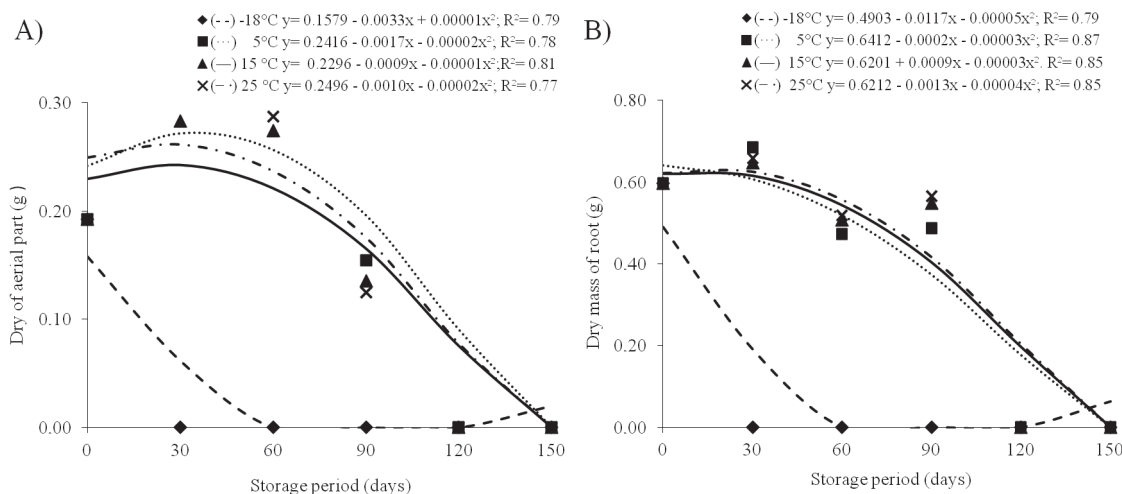 A)
(- -) -18°C y= 0.1579 - 0.0033x + 0.00001x²; R²= 0.79
(···) 5°C y= 0.2416 - 0.0017x - 0.00002x²; R²= 0.78
(—) 15 °C y = 0.2296 - 0.0009x - 0.00001x²;R²= 0.81
(– ·) 25 °C y= 0.2496 - 0.0010x - 0.00002x²; R²= 0.77
0.30
0.20
0.10
0.00
Dry of aerial part (g )
0 30 60 90 120 150
Storage period (days)
B)
(- -) -18°C y= 0.4903 - 0.0117x - 0.00005x²; R²= 0.79
(···) 5°C y= 0.6412 - 0.0002x - 0.00003x²; R²= 0.87
(—) 15°C y= 0.6201 + 0.0009x - 0.00003x². R²= 0.85
(– ·) 25°C y= 0.6212 - 0.0013x - 0.00004x²; R²= 0.85
0.80
0.60
0.40
0.20
0.00
Dry mass of root (g)
0 30 60 90 120 150
Storage period (days)